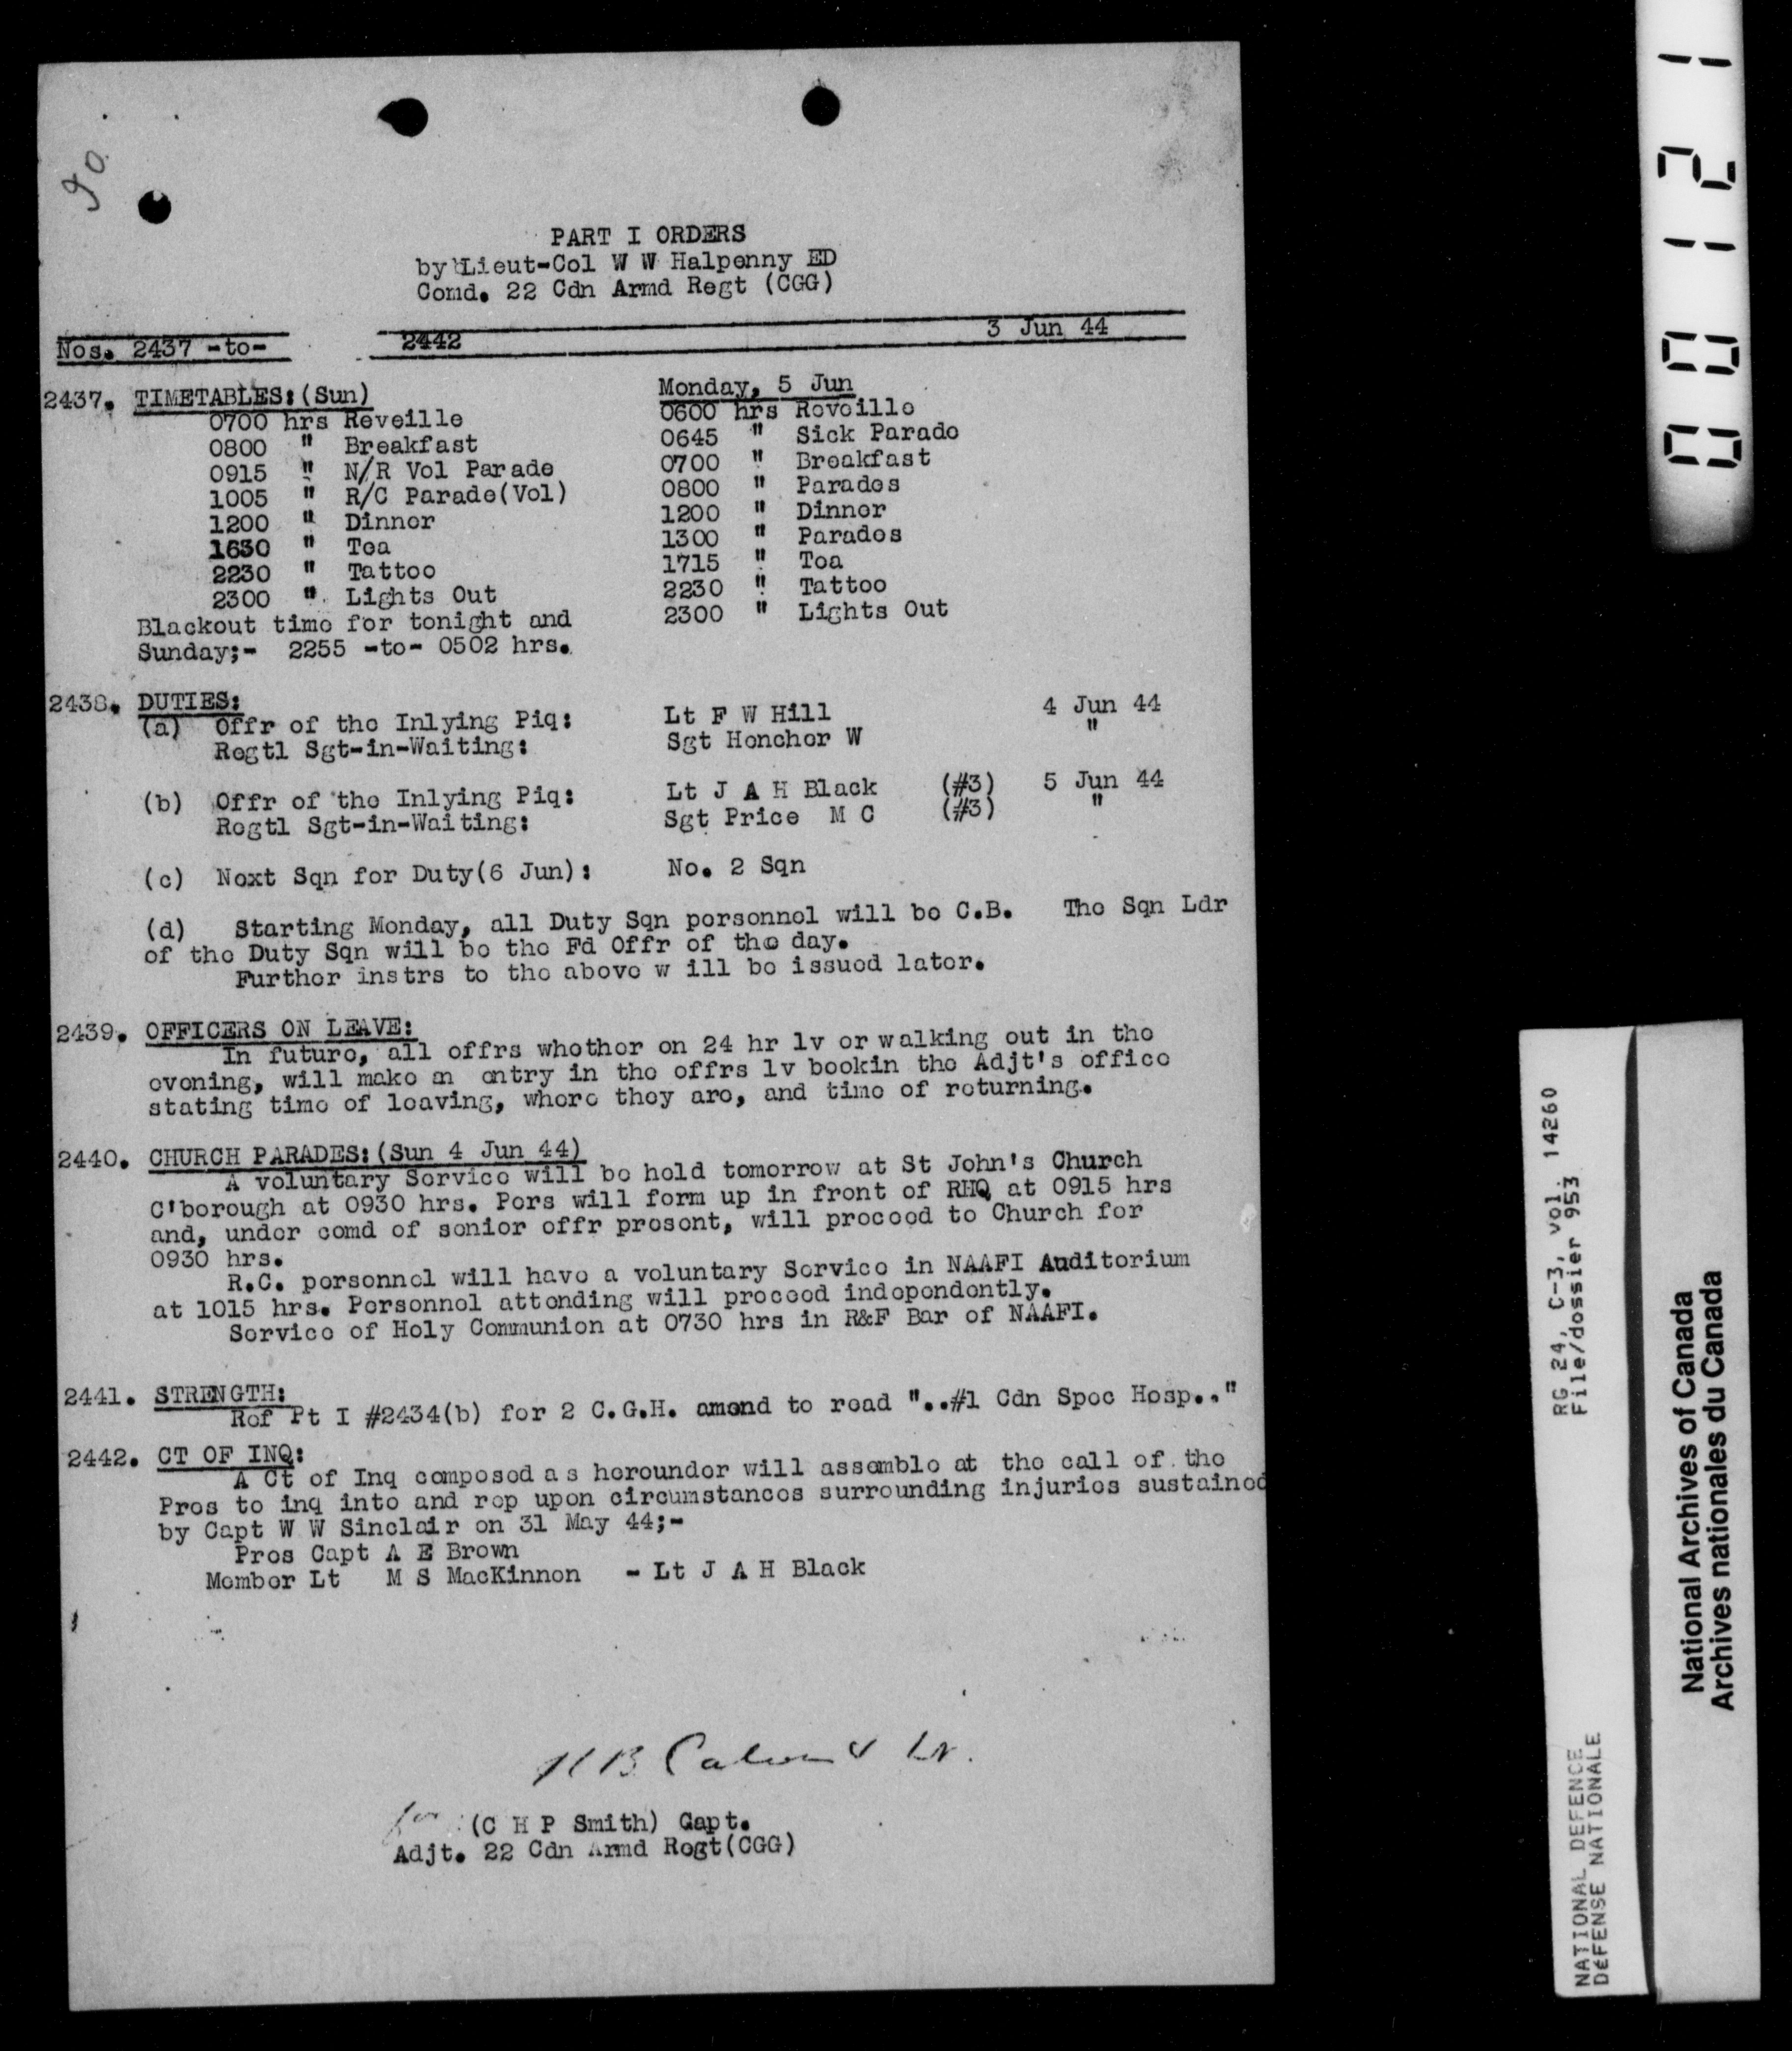 90
PART I ORDERS
by Lieut-Col W W Halpenny ED
Comd. 22 Cdn Armd Regt (CGG)
Nos. 2437 -to- 2442 3 Jun 44
2437. TIMETABLES:(Sun) Monday, 5 Jun
0700 hrs Reveille 0600 hrs Reveille
0800 " Breakfast 0645 " Sick Parade
0915 " N/R Vol Parade 0700 " Breakfast
1005 " R/C Parade(Vol) 0800 " Parades
1200 " Dinner 1200 " Dinner
1630 " Tea 1300 " Parades
2230 " Tattoo 1715 " Tea
2300 " Lights Out 2230 " Tattoo
Blackout time for tonight and 2300 " Lights Out
Sunday;- 2255 -to- 0502 hrs.
2438. DUTIES:
(a) Offr of the Inlying Piq: Lt F W Hill 4 Jun 44
Regtl Sgt-in-Waiting: Sgt Honchor W "
(b) Offr of the Inlying Piq: Lt J A H Black (#3) 5 Jun 44
Regtl Sgt-in-Waiting: Sgt Price M C (#3) "
(c) Next Sqn for Duty(6 Jun): No. 2 Sqn
(d) Starting Monday, all Duty Sqn personnel will be C.B. The Sqn Ldr
of the Duty Sqn will be the Fd Offr of the day.
Further instrs to the above w ill be issued later.
2439. OFFICERS ON LEAVE:
In future, all offrs whether on 24 hr lv or walking out in the
evening, will make an entry in the offrs lv bookin the Adjt's office
stating time of leaving, where they are, and time of returning.
2440. CHURCH PARADES:(Sun 4 Jun 44)
A voluntary Service will be held tomorrow at St John's Church
C'borough at 0930 hrs. Pers will form up in front of RHQ at 0915 hrs
and, under comd of senior offr present, will proceed to Church for
0930 hrs.
R.C. personnel will have a voluntary Service in NAAFI Auditorium
at 1015 hrs. Personnel attending will proceed independently.
Service of Holy Communion at 0730 hrs in R&F Bar of NAAFI.
2441. STRENGTH:
Ref Pt I #2434(b) for 2 C.G.H. amend to read "..#1 Cdn Spec Hosp.."
2442. CT OF INQ:
A Ct of Inq composed as hereunder will assemble at the call of the
Pres to inq into and rep upon circumstances surrounding injuries sustained
by Capt W W Sinclair on 31 May 44;-
Pres Capt A E Brown
Member Lt M S MacKinnon - Lt J A H Black
for (C H P Smith) Capt.
Adjt. 22 Cdn Armd Regt(CGG)
00121
RG 24, C-3, vol. 14260
File/dossier 953
NATIONAL DEFENCE
DÉFENSE NATIONALE
National Archives of Canada
Archives nationales du Canada